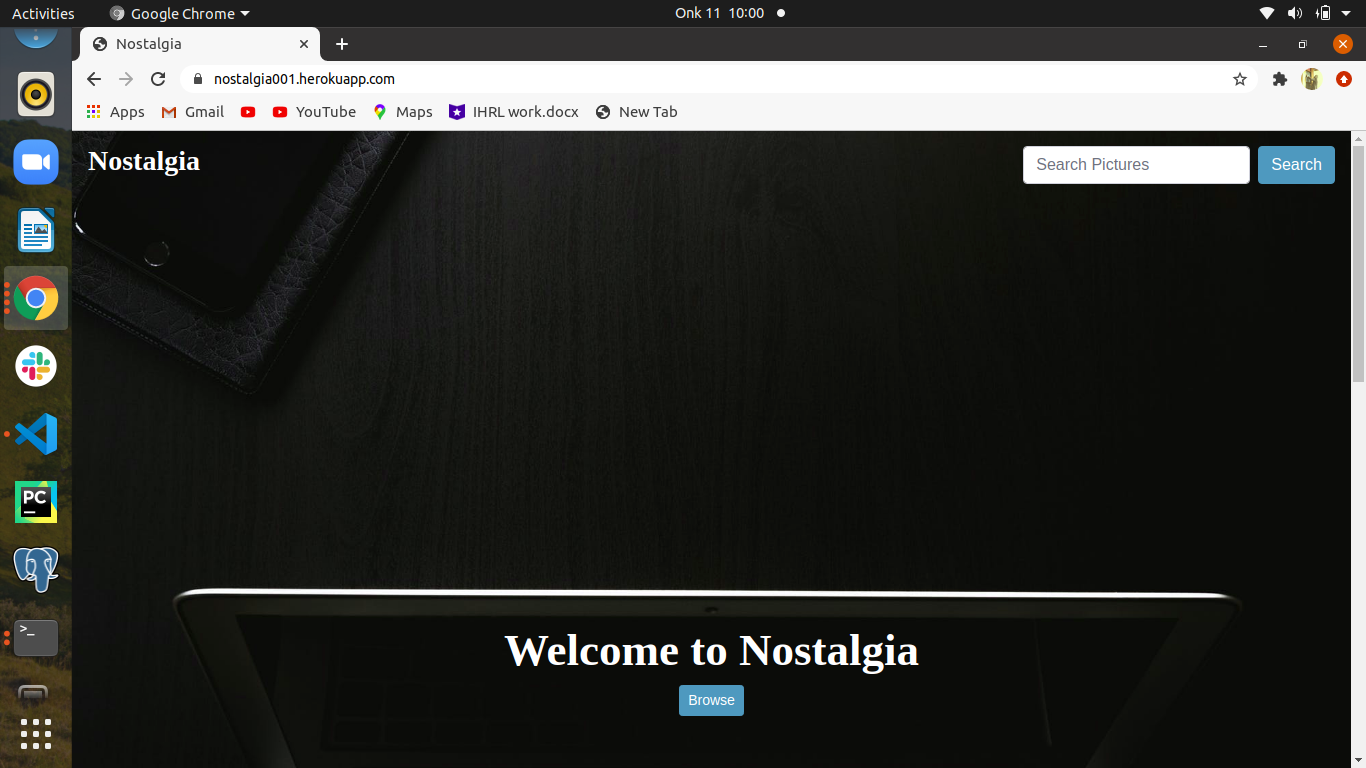 Activities Google Chrome Onk 11 10:00
Nostalgia
nostalgia001.herokuapp.com
Apps Gmail YouTube Maps IHRL work.docx New Tab
Nostalgia Search Pictures Search
PC
>_
Welcome to Nostalgia
Browse